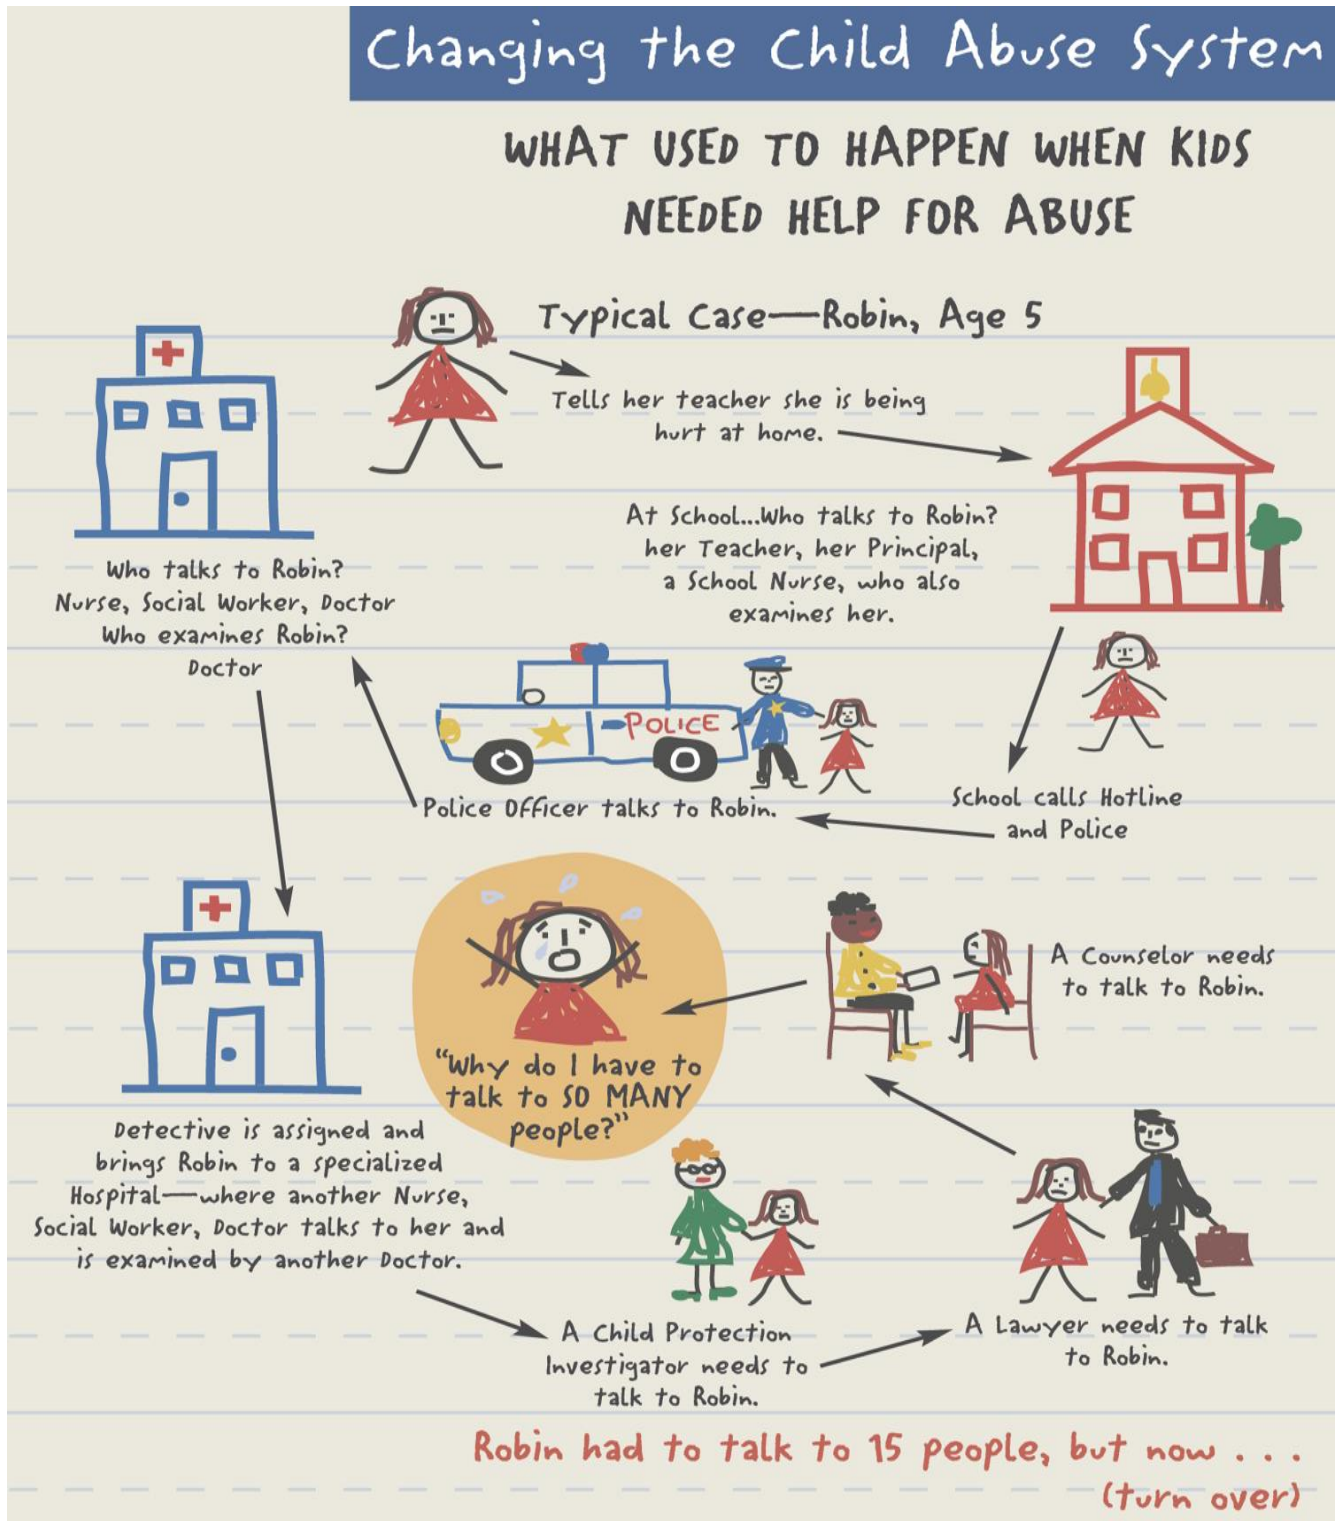 Changing the Child Abuse System
WHAT USED TO HAPPEN WHEN KIDS
NEEDED HELP FOR ABUSE
Typical Case—Robin, Age 5
Tells her teacher she is being
hurt at home.
At School...Who talks to Robin?
her Teacher, her Principal,
a School Nurse, who also
examines her.
School calls Hotline
and Police
POLICE
Police Officer talks to Robin.
Who talks to Robin?
Nurse, Social Worker, Doctor
Who examines Robin?
Doctor
Detective is assigned and
brings Robin to a specialized
Hospital—where another Nurse,
Social Worker, Doctor talks to her and
is examined by another Doctor.
A Child Protection
Investigator needs to
talk to Robin.
A Lawyer needs to talk
to Robin.
A Counselor needs
to talk to Robin.
"Why do I have to
talk to SO MANY
people?"
Robin had to talk to 15 people, but now . . .
(turn over)